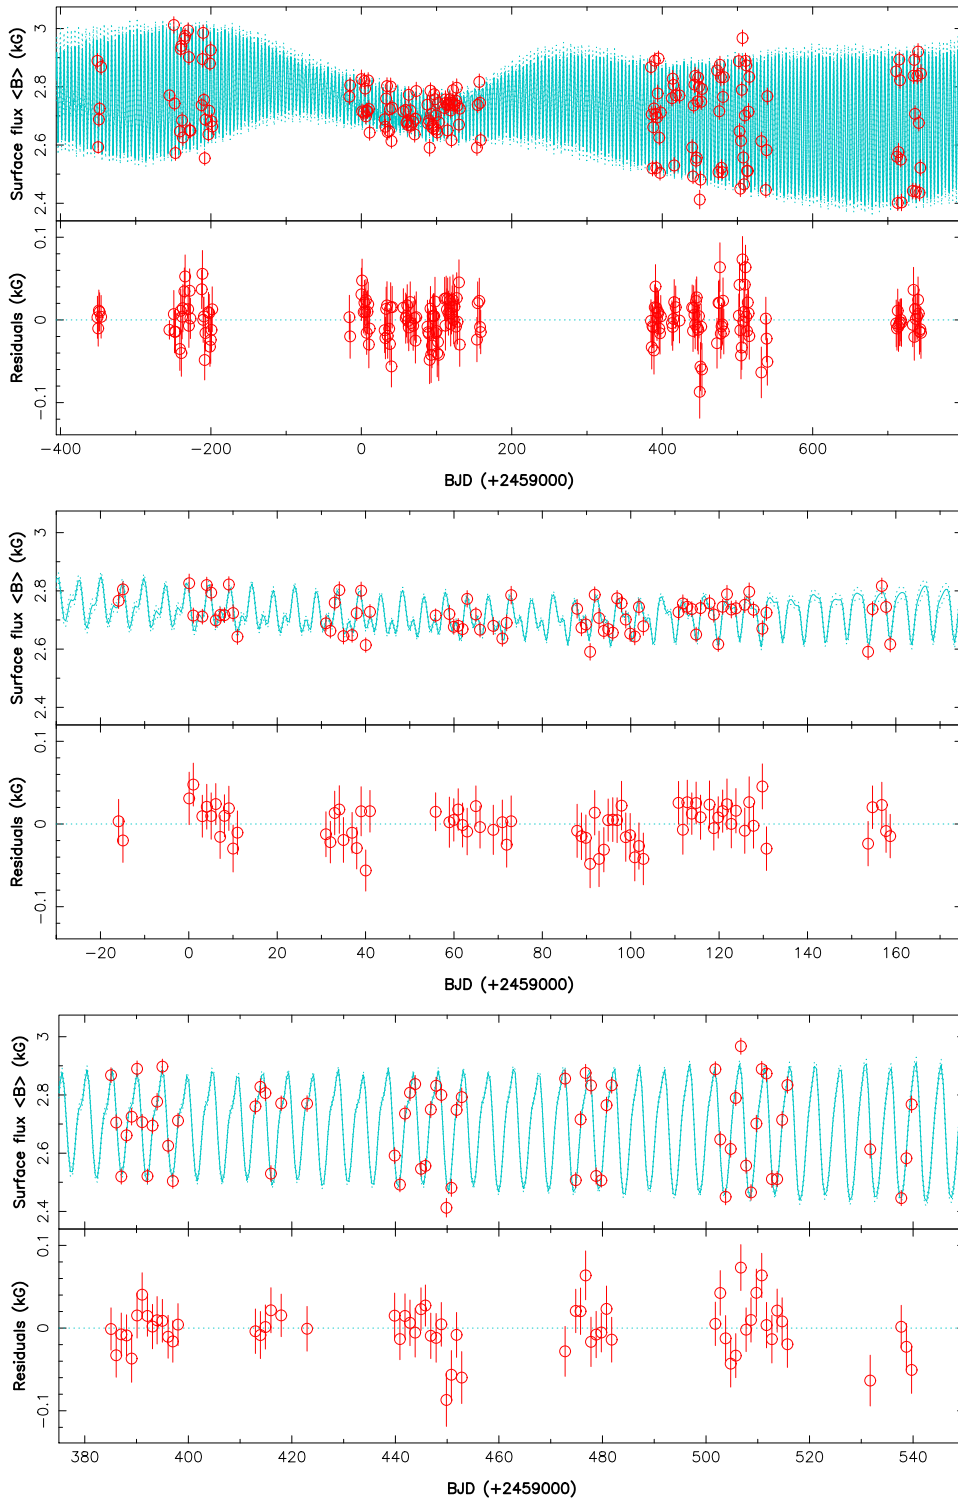 Surface flux <B> (kG)
3
2.8
2.6
2.4
Residuals (kG)
0.1
0
−0.1
−400 −200 0 200 400 600
BJD (+2459000)
Surface flux <B> (kG)
3
2.8
2.6
2.4
Residuals (kG)
0.1
0
−0.1
−20 0 20 40 60 80 100 120 140 160
BJD (+2459000)
Surface flux <B> (kG)
3
2.8
2.6
2.4
Residuals (kG)
0.1
0
−0.1
380 400 420 440 460 480 500 520 540
BJD (+2459000)